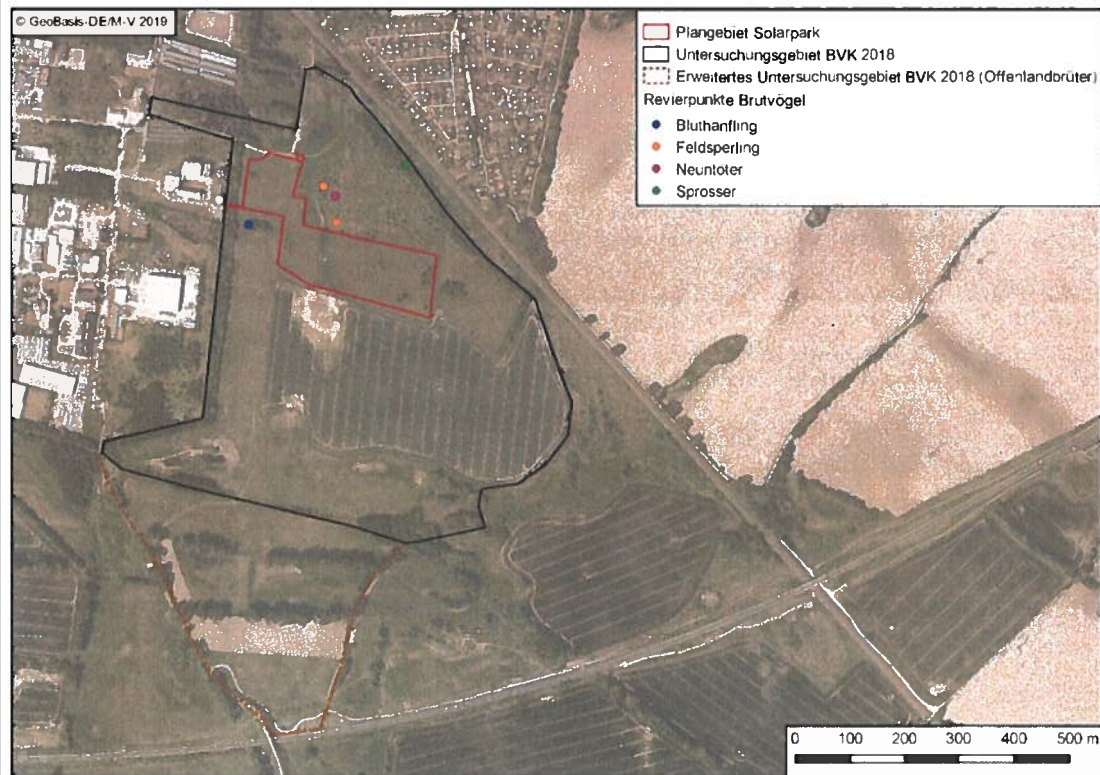 © GeoBasis-DE/M-V 2019
Plangebiet Solarpark
Untersuchungsgebiet BVK 2018
Erweitertes Untersuchungsgebiet BVK 2018 (Offenlandbrüter)
Revierpunkte Brutvögel
Bluthänfling
Feldsperling
Neuntöter
Sprosser
0 100 200 300 400 500 m